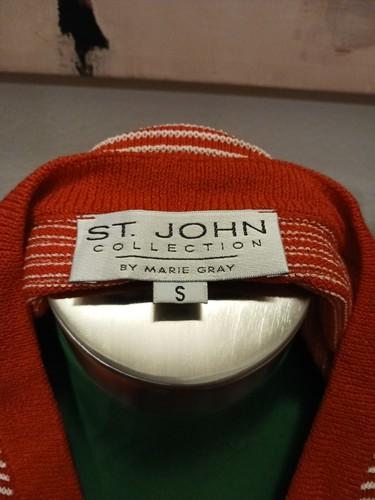 ST. JOHN
COLLECTION
BY MARIE GRAY
S